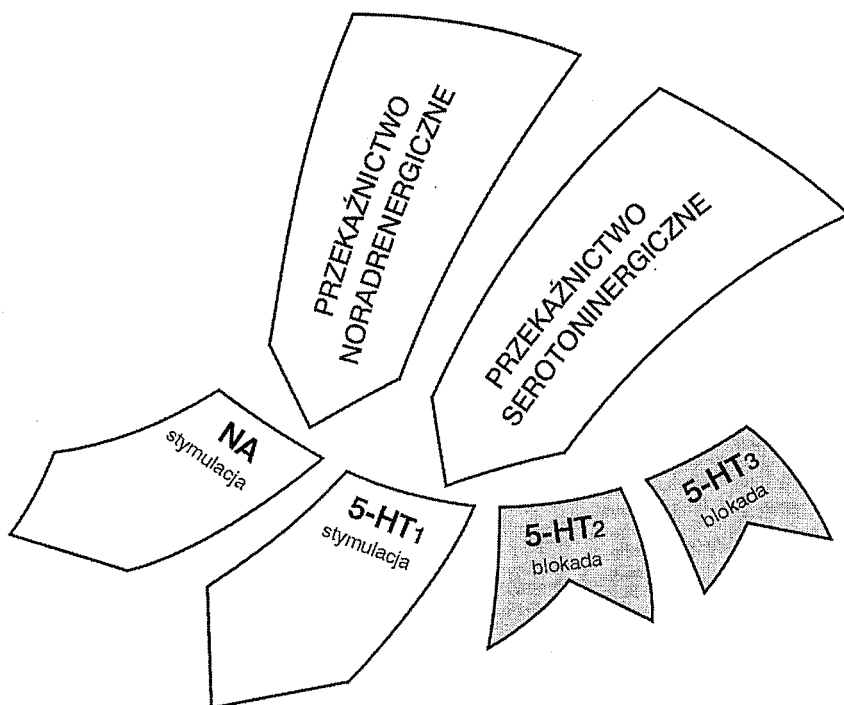 PRZEKAŹNICTWO
NORADRENERGICZNE
PRZEKAŹNICTWO
SEROTONINERGICZNE
NA
stymulacja
5-HT1
stymulacja
5-HT2
blokada
5-HT3
blokada